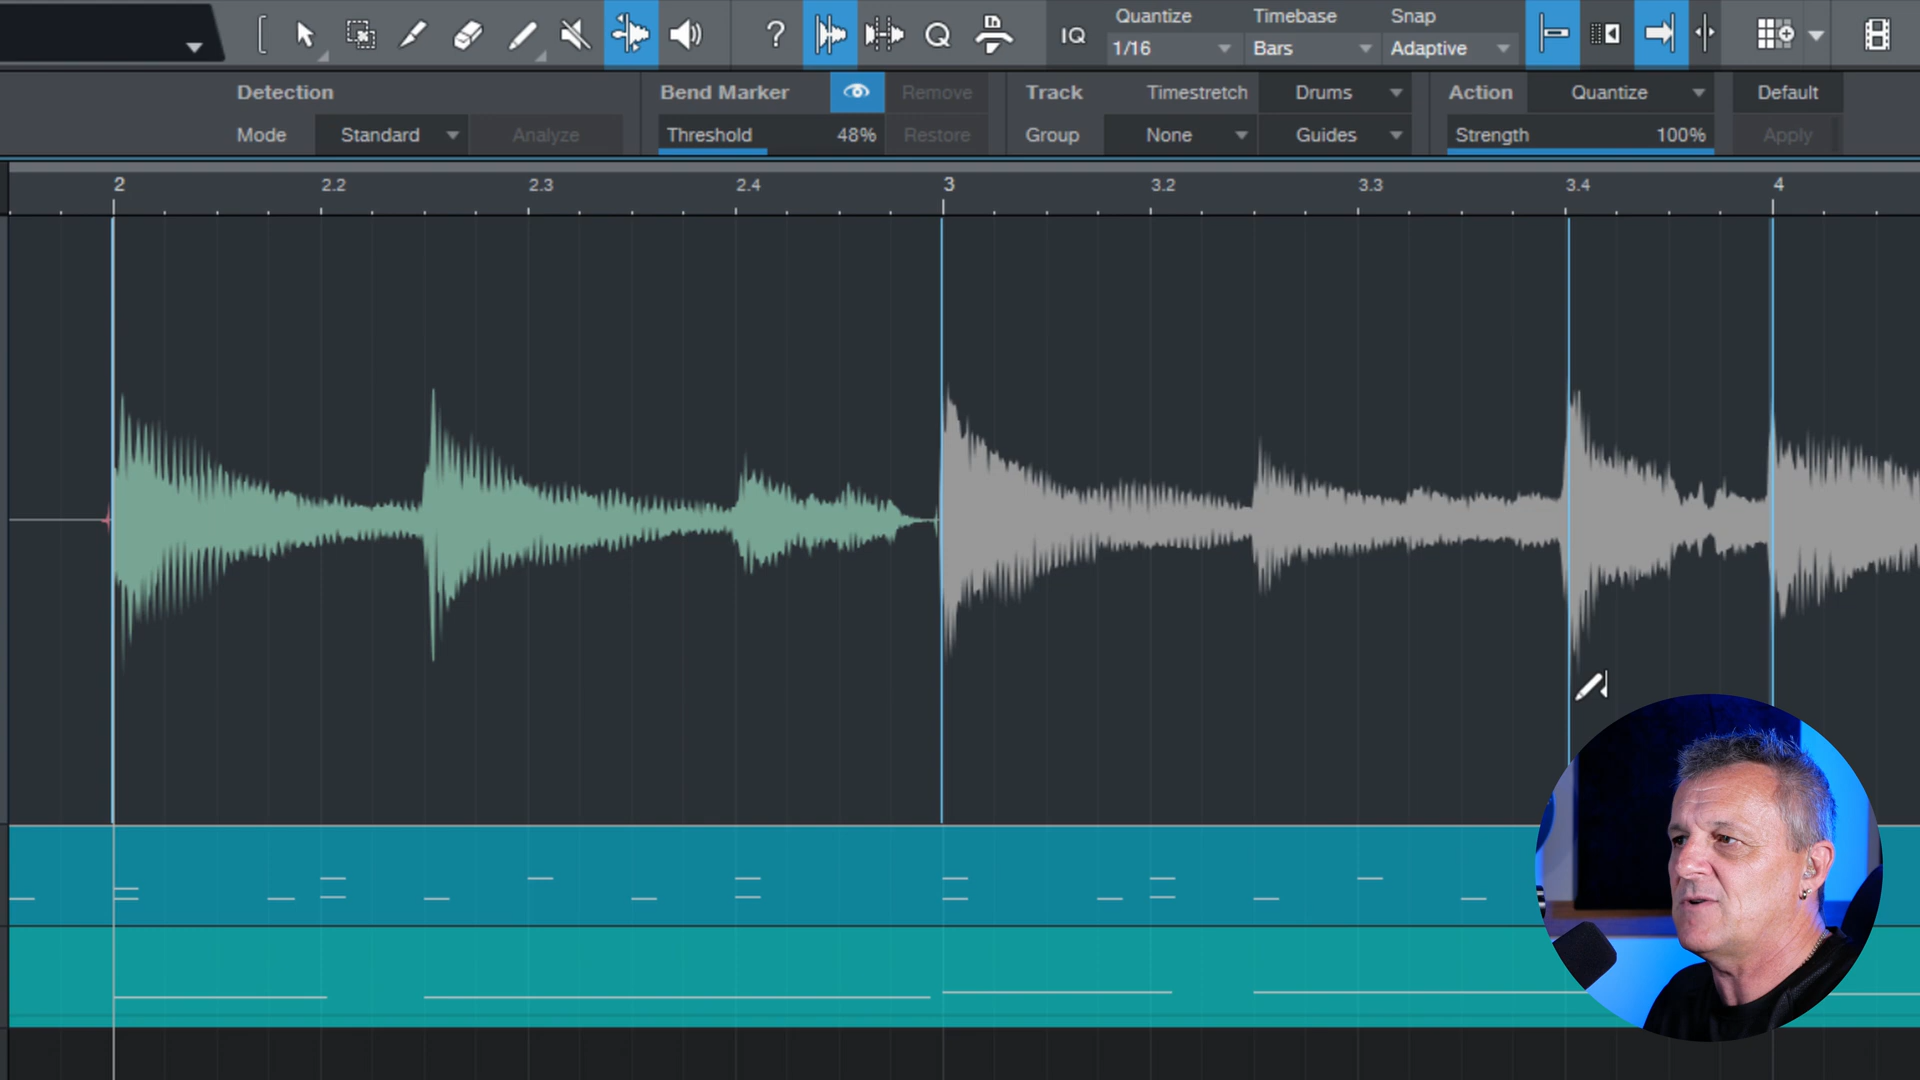 ? Q IQ Quantize Timebase Snap
1/16 Bars Adaptive
Detection Bend Marker Remove Track Timestretch Drums Action Quantize Default
Mode Standard Analyze Threshold 48% Restore Group None Guides Strength 100% Apply
2 2.2 2.3 2.4 3 3.2 3.3 3.4 4